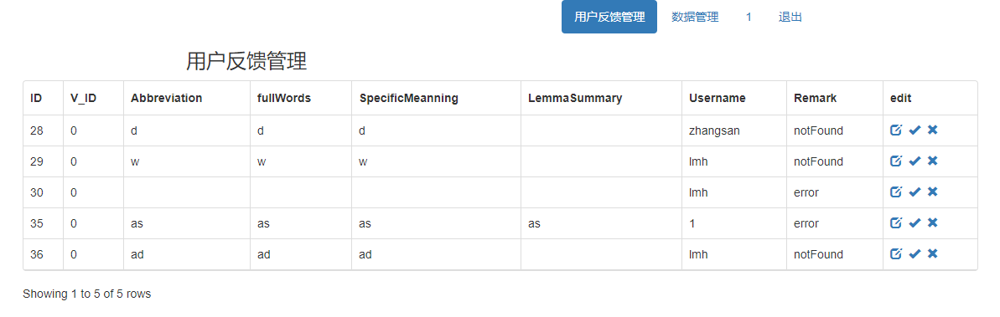 用户反馈管理 数据管理 1 退出
用户反馈管理
ID V_ID Abbreviation fullWords SpecificMeanning LemmaSummary Username Remark edit
28 0 d d d zhangsan notFound
29 0 w w w lmh notFound
30 0 lmh error
35 0 as as as as 1 error
36 0 ad ad ad lmh notFound
Showing 1 to 5 of 5 rows